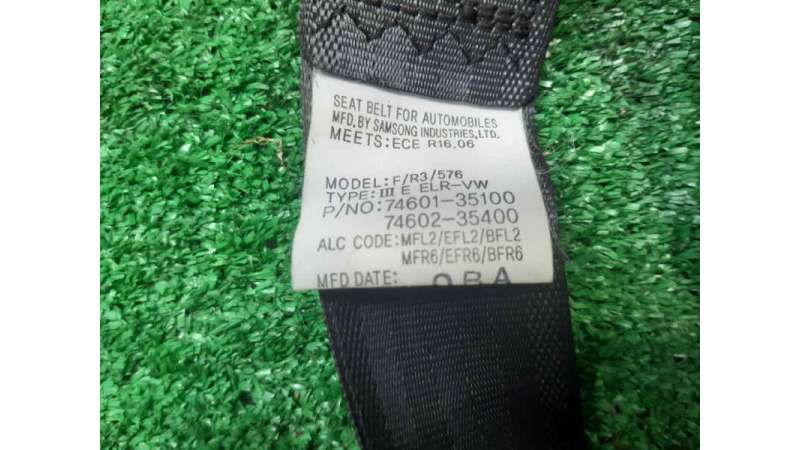 SEAT BELT FOR AUTOMOBILES
MFD. BY SAMSONG INDUSTRIES, LTD.
MEETS: ECE R16.06
MODEL: F/R3/576
TYPE: III E ELR-VW
P/NO: 74601-35100
74602-35400
ALC CODE: MFL2/EFL2/BFL2
MFR6/EFR6/BFR6
MFD DATE: